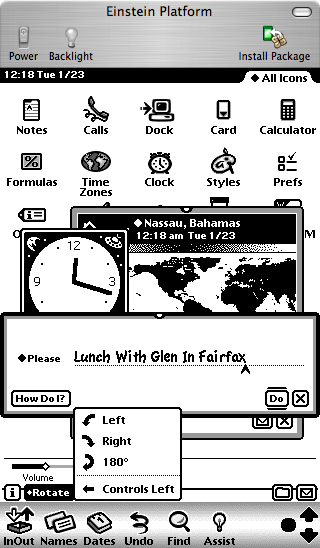 Einstein Platform
Power Backlight Install Package
12:18 Tue 1/23 ◆ All Icons
Notes Calls Dock Card Calculator
Formulas Time Zones Clock Styles Prefs
◆ Nassau, Bahamas
12:18 am Tue 1/23
12
3
◆Please Lunch With Glen In Fairfax
How Do I? Do
Left
Right
180°
Controls Left
Volume
i ◆Rotate
InOut Names Dates Undo Find Assist